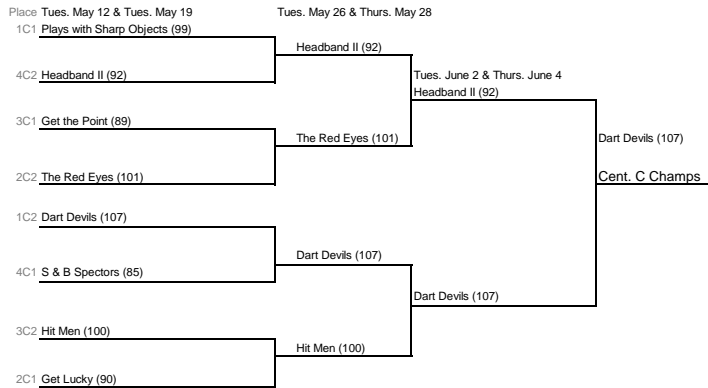 Place Tues. May 12 & Tues. May 19 Tues. May 26 & Thurs. May 28
1C1 Plays with Sharp Objects (99)
Headband II (92)
4C2 Headband II (92)
Tues. June 2 & Thurs. June 4
Headband II (92)
3C1 Get the Point (89)
The Red Eyes (101)
Dart Devils (107)
2C2 The Red Eyes (101)
Cent. C Champs
1C2 Dart Devils (107)
Dart Devils (107)
4C1 S & B Spectors (85)
Dart Devils (107)
3C2 Hit Men (100)
Hit Men (100)
2C1 Get Lucky (90)